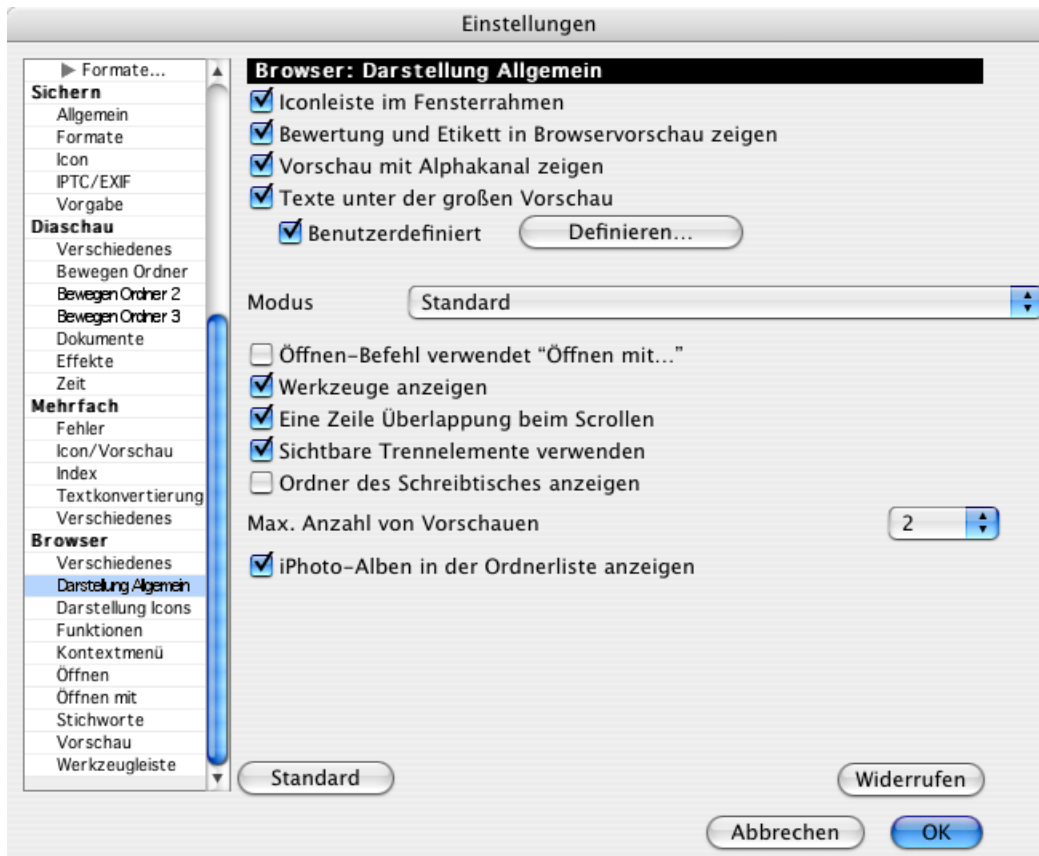 Einstellungen
▶ Formate...
Sichern
Allgemein
Formate
Icon
IPTC/EXIF
Vorgabe
Diaschau
Verschiedenes
Bewegen Ordner
Bewegen Ordner 2
Bewegen Ordner 3
Dokumente
Effekte
Zeit
Mehrfach
Fehler
Icon/Vorschau
Index
Textkonvertierung
Verschiedenes
Browser
Verschiedenes
Darstellung Allgemein
Darstellung Icons
Funktionen
Kontextmenü
Öffnen
Öffnen mit
Stichworte
Vorschau
Werkzeugleiste
Browser: Darstellung Allgemein
Iconleiste im Fensterrahmen
Bewertung und Etikett in Browservorschau zeigen
Vorschau mit Alphakanal zeigen
Texte unter der großen Vorschau
Benutzerdefiniert Definieren...
Modus Standard
Öffnen-Befehl verwendet “Öffnen mit...”
Werkzeuge anzeigen
Eine Zeile Überlappung beim Scrollen
Sichtbare Trennelemente verwenden
Ordner des Schreibtisches anzeigen
Max. Anzahl von Vorschauen 2
iPhoto-Alben in der Ordnerliste anzeigen
Standard Widerrufen
Abbrechen OK